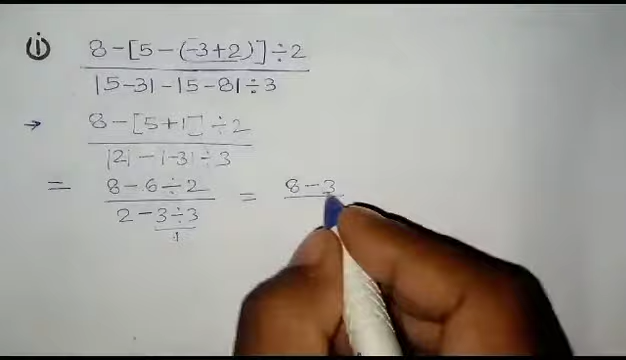 (i) 8-[5-(-3+2)]÷2
|5-3|-|5-8|÷3
→ 8-[5+1]÷2
|2|-|-3|÷3
= 8-6÷2 = 8-3
2-3÷3
1